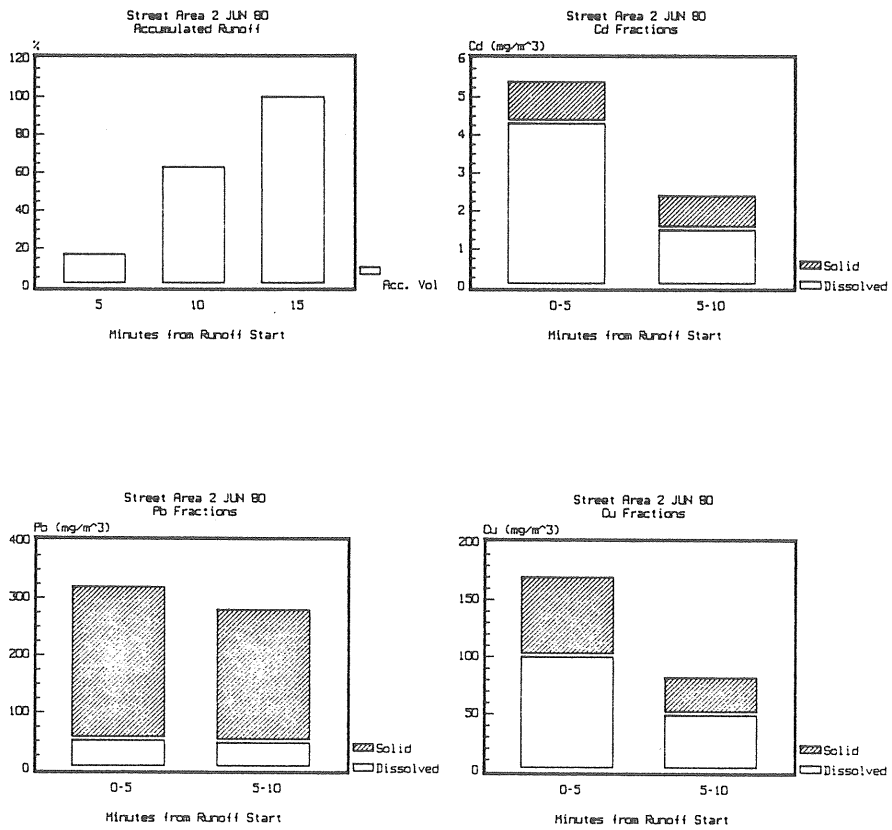 Street Area 2 JUN 80
Accumulated Runoff
%
120
100
80
60
40
20
0
5 10 15
Acc. Vol
Minutes from Runoff Start
Street Area 2 JUN 80
Cd Fractions
Cd (mg/m^3)
6
5
4
3
2
1
0
0-5 5-10
Solid
Dissolved
Minutes from Runoff Start
Street Area 2 JUN 80
Pb Fractions
Pb (mg/m^3)
400
300
200
100
0
0-5 5-10
Solid
Dissolved
Minutes from Runoff Start
Street Area 2 JUN 80
Cu Fractions
Cu (mg/m^3)
200
150
100
50
0
0-5 5-10
Solid
Dissolved
Minutes from Runoff Start